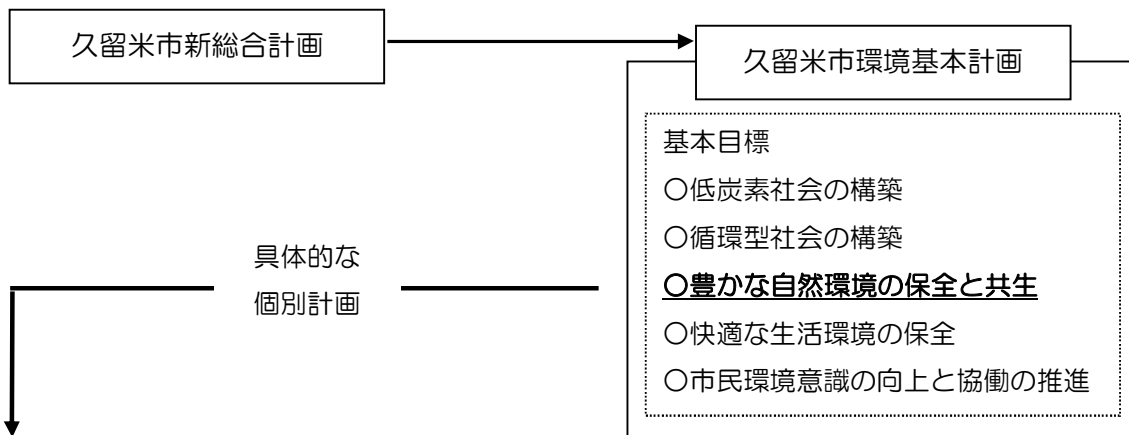 久留米市新総合計画
久留米市環境基本計画
基本目標
○低炭素社会の構築
○循環型社会の構築
○豊かな自然環境の保全と共生
○快適な生活環境の保全
○市民環境意識の向上と協働の推進
具体的な
個別計画